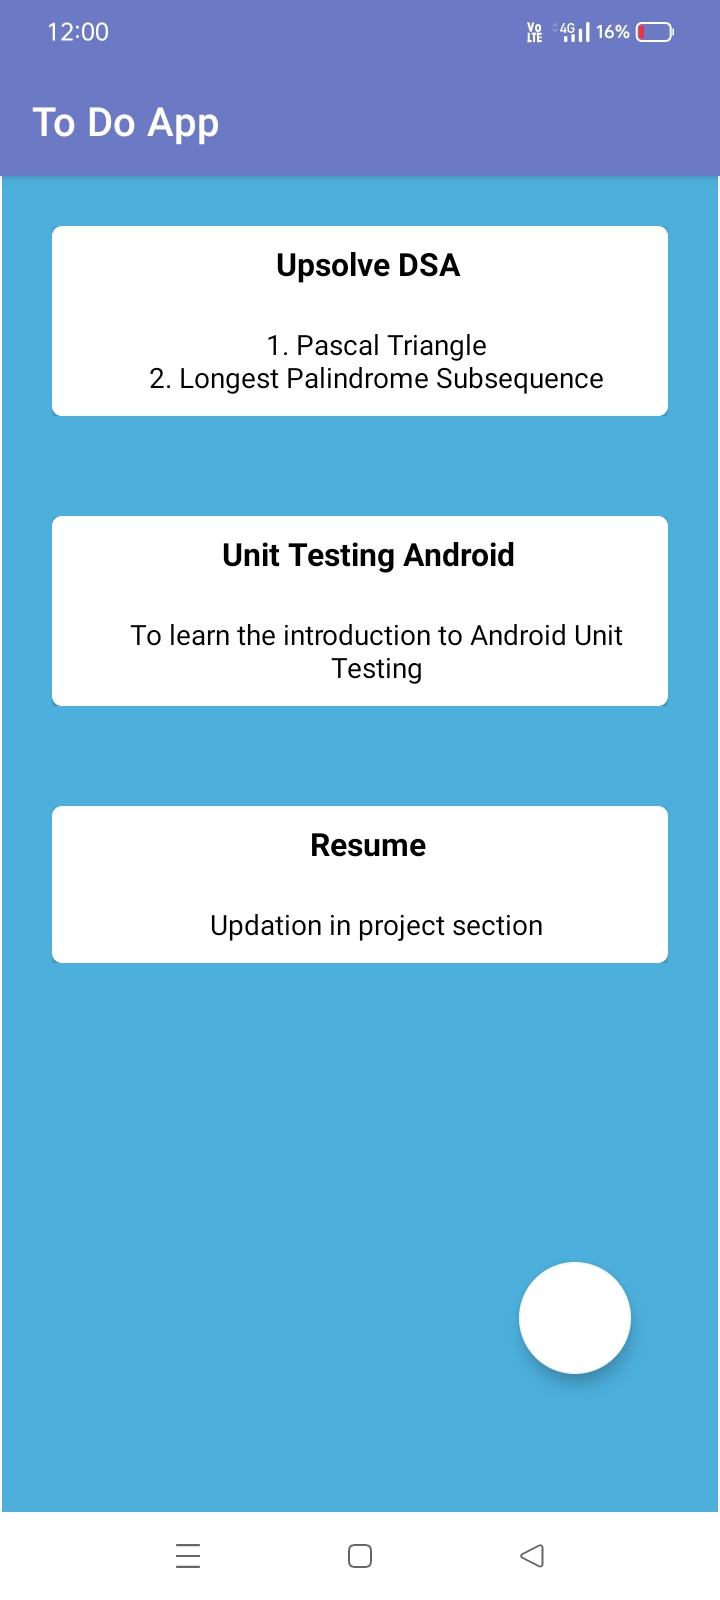 12:00 Vo LTE 4G 16%
To Do App
Upsolve DSA
1. Pascal Triangle
2. Longest Palindrome Subsequence
Unit Testing Android
To learn the introduction to Android Unit
Testing
Resume
Updation in project section